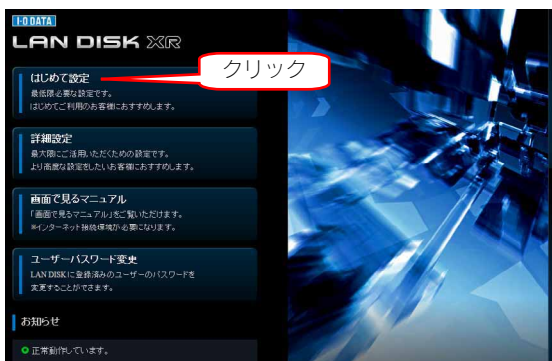 I-O DATA
LAN DISK XR
はじめて設定
クリック
最低限必要な設定です。
はじめてご利用のお客様におすすめします。
詳細設定
最大限にご活用いただくための設定です。
より高度な設定をしたいお客様におすすめします。
画面で見るマニュアル
「画面で見るマニュアル」をご覧いただけます。
※インターネット接続環境が必要になります。
ユーザーパスワード変更
LAN DISKに登録済みのユーザーのパスワードを
変更することができます。
お知らせ
正常動作しています。